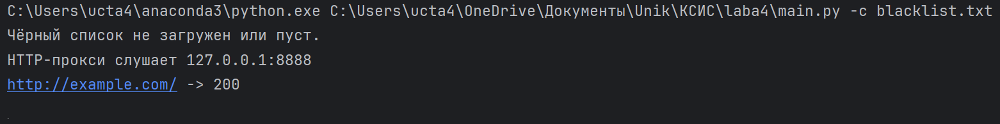 C:\Users\ucta4\anaconda3\python.exe C:\Users\ucta4\OneDrive\Документы\Unik\КСИС\laba4\main.py -c blacklist.txt
Чёрный список не загружен или пуст.
HTTP-прокси слушает 127.0.0.1:8888
http://example.com/ -> 200